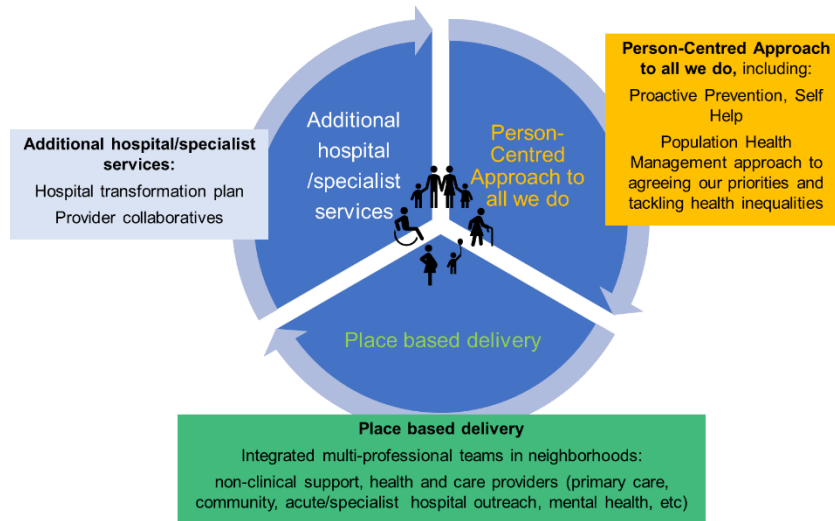 Additional hospital/specialist
services:
Hospital transformation plan
Provider collaboratives
Additional
hospital
/specialist
services
Person-
Centred
Approach to
all we do
Person-Centred Approach
to all we do, including:
Proactive Prevention, Self
Help
Population Health
Management approach to
agreeing our priorities and
tackling health inequalities
Place based delivery
Place based delivery
Integrated multi-professional teams in neighborhoods:
non-clinical support, health and care providers (primary care,
community, acute/specialist hospital outreach, mental health, etc)